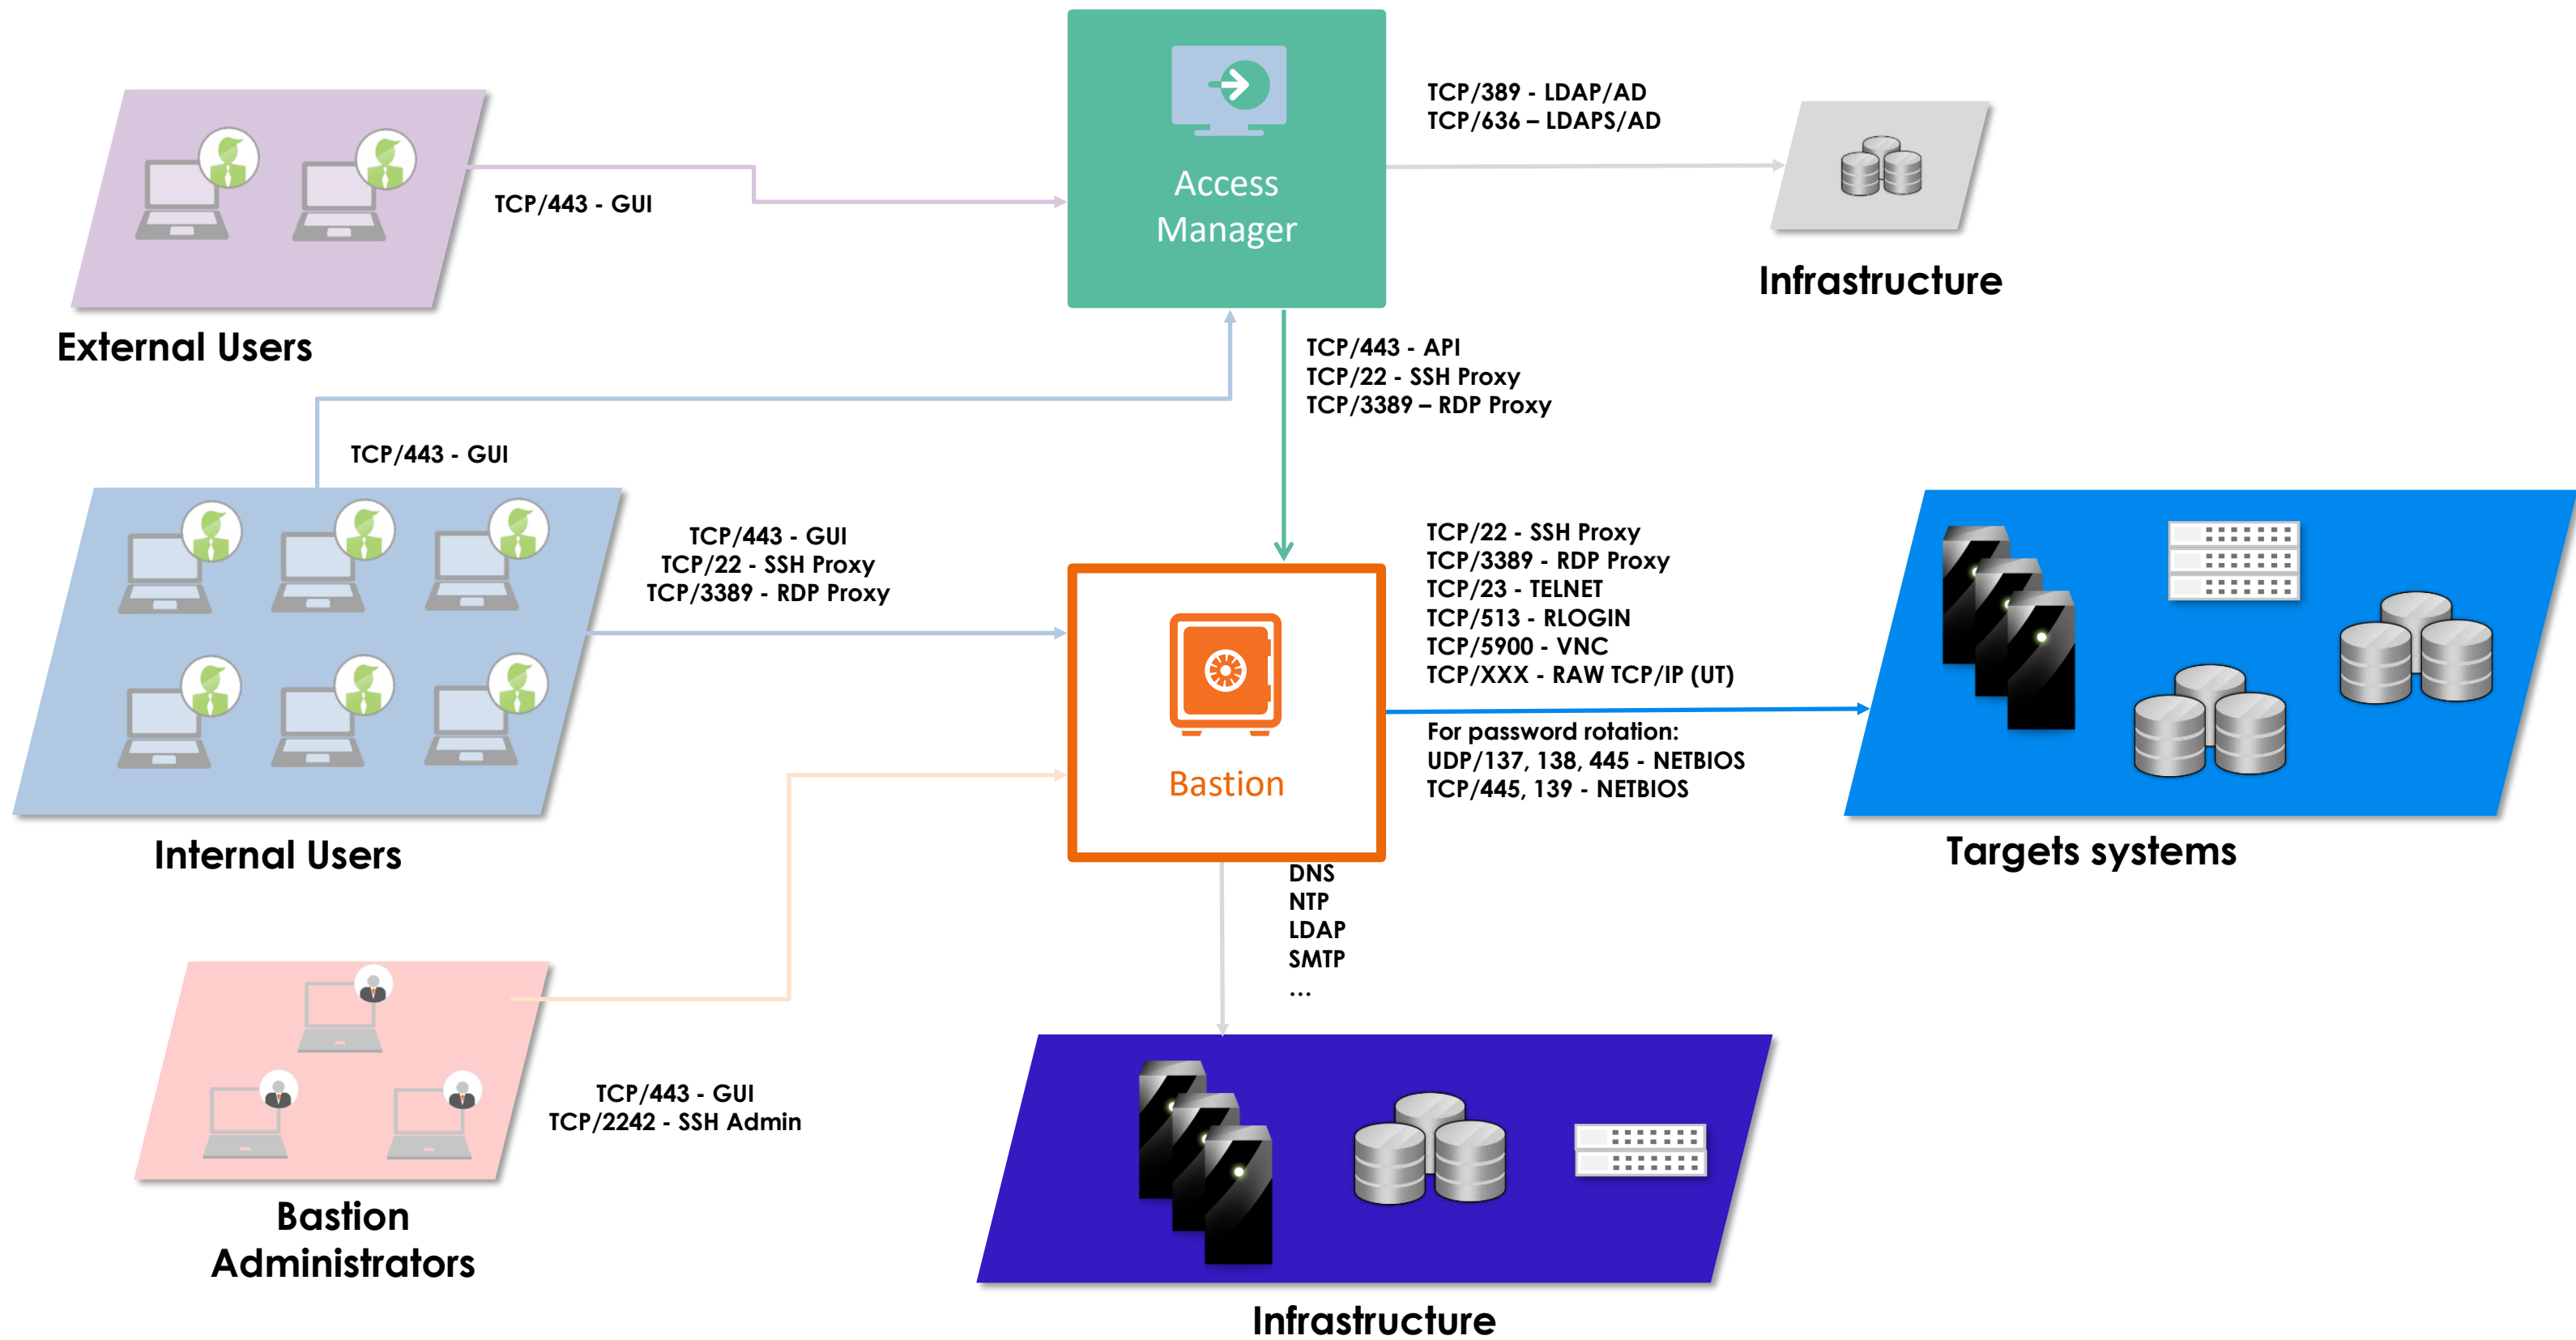 Access
Manager
TCP/389 - LDAP/AD
TCP/636 – LDAPS/AD
TCP/443 - GUI
Infrastructure
External Users
TCP/443 - API
TCP/22 - SSH Proxy
TCP/3389 – RDP Proxy
TCP/443 - GUI
TCP/443 - GUI
TCP/22 - SSH Proxy
TCP/3389 - RDP Proxy
TCP/22 - SSH Proxy
TCP/3389 - RDP Proxy
TCP/23 - TELNET
TCP/513 - RLOGIN
TCP/5900 - VNC
TCP/XXX - RAW TCP/IP (UT)
For password rotation:
UDP/137, 138, 445 - NETBIOS
TCP/445, 139 - NETBIOS
Bastion
Internal Users
Targets systems
DNS
NTP
LDAP
SMTP
...
TCP/443 - GUI
TCP/2242 - SSH Admin
Bastion
Administrators
Infrastructure